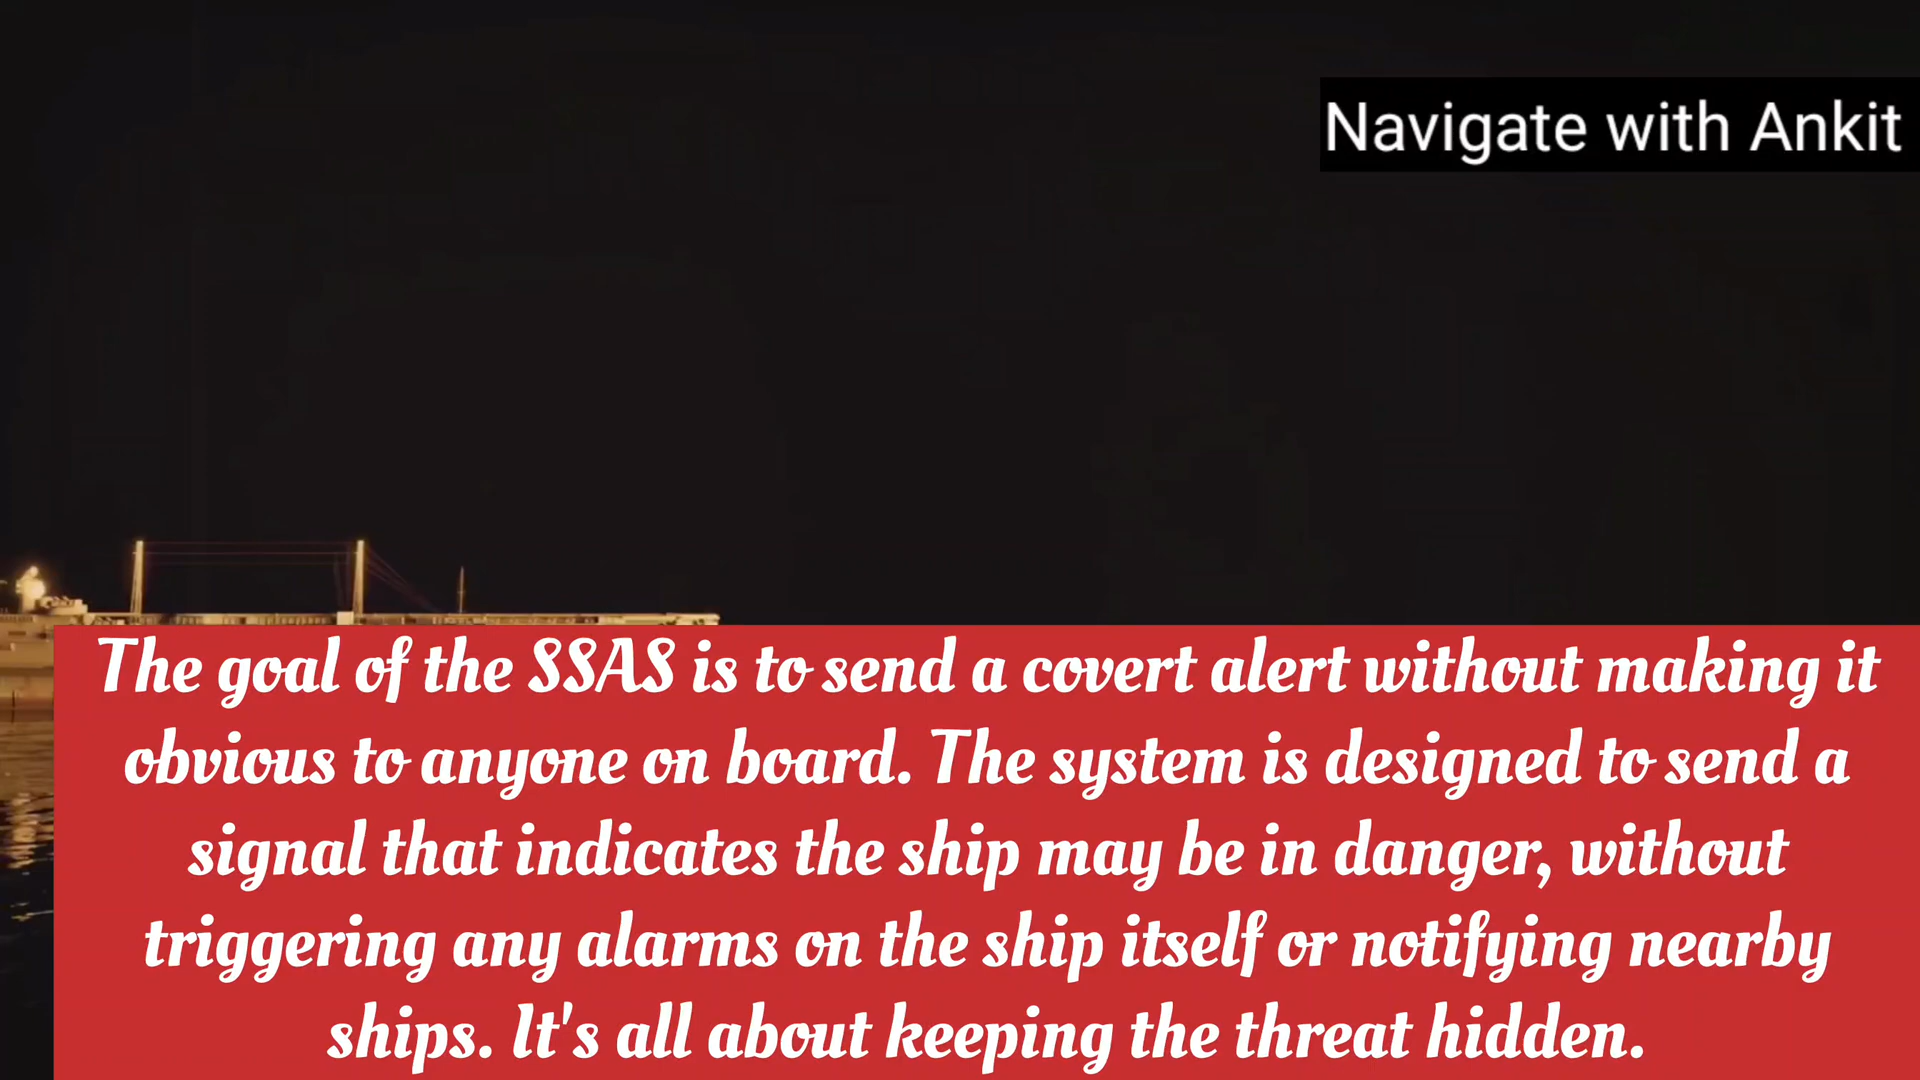 Navigate with Ankit
The goal of the SSAS is to send a covert alert without making it
obvious to anyone on board. The system is designed to send a
signal that indicates the ship may be in danger, without
triggering any alarms on the ship itself or notifying nearby
ships. It's all about keeping the threat hidden.